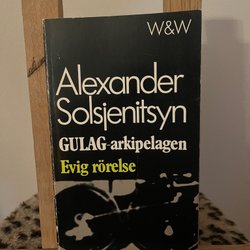 W&W
Alexander
Solsjenitsyn
GULAG-arkipelagen
Evig rörelse